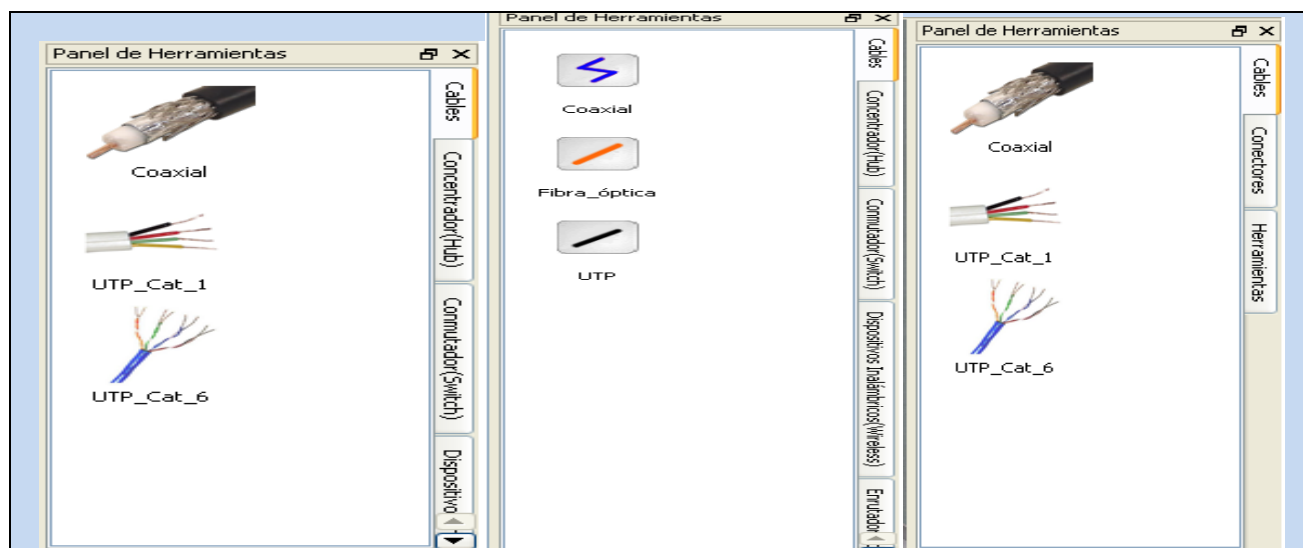 Panel de Herramientas
Coaxial
UTP_Cat_1
UTP_Cat_6
Cables
Concentrador(Hub)
Conmutador(Switch)
Dispositivo
Panel de Herramientas
Coaxial
Fibra_óptica
UTP
Cables
Concentrador(Hub)
Conmutador(Switch)
Dispositivos Inalámbricos(Wireless)
Enrutador
Panel de Herramientas
Coaxial
UTP_Cat_1
UTP_Cat_6
Cables
Conectores
Herramientas